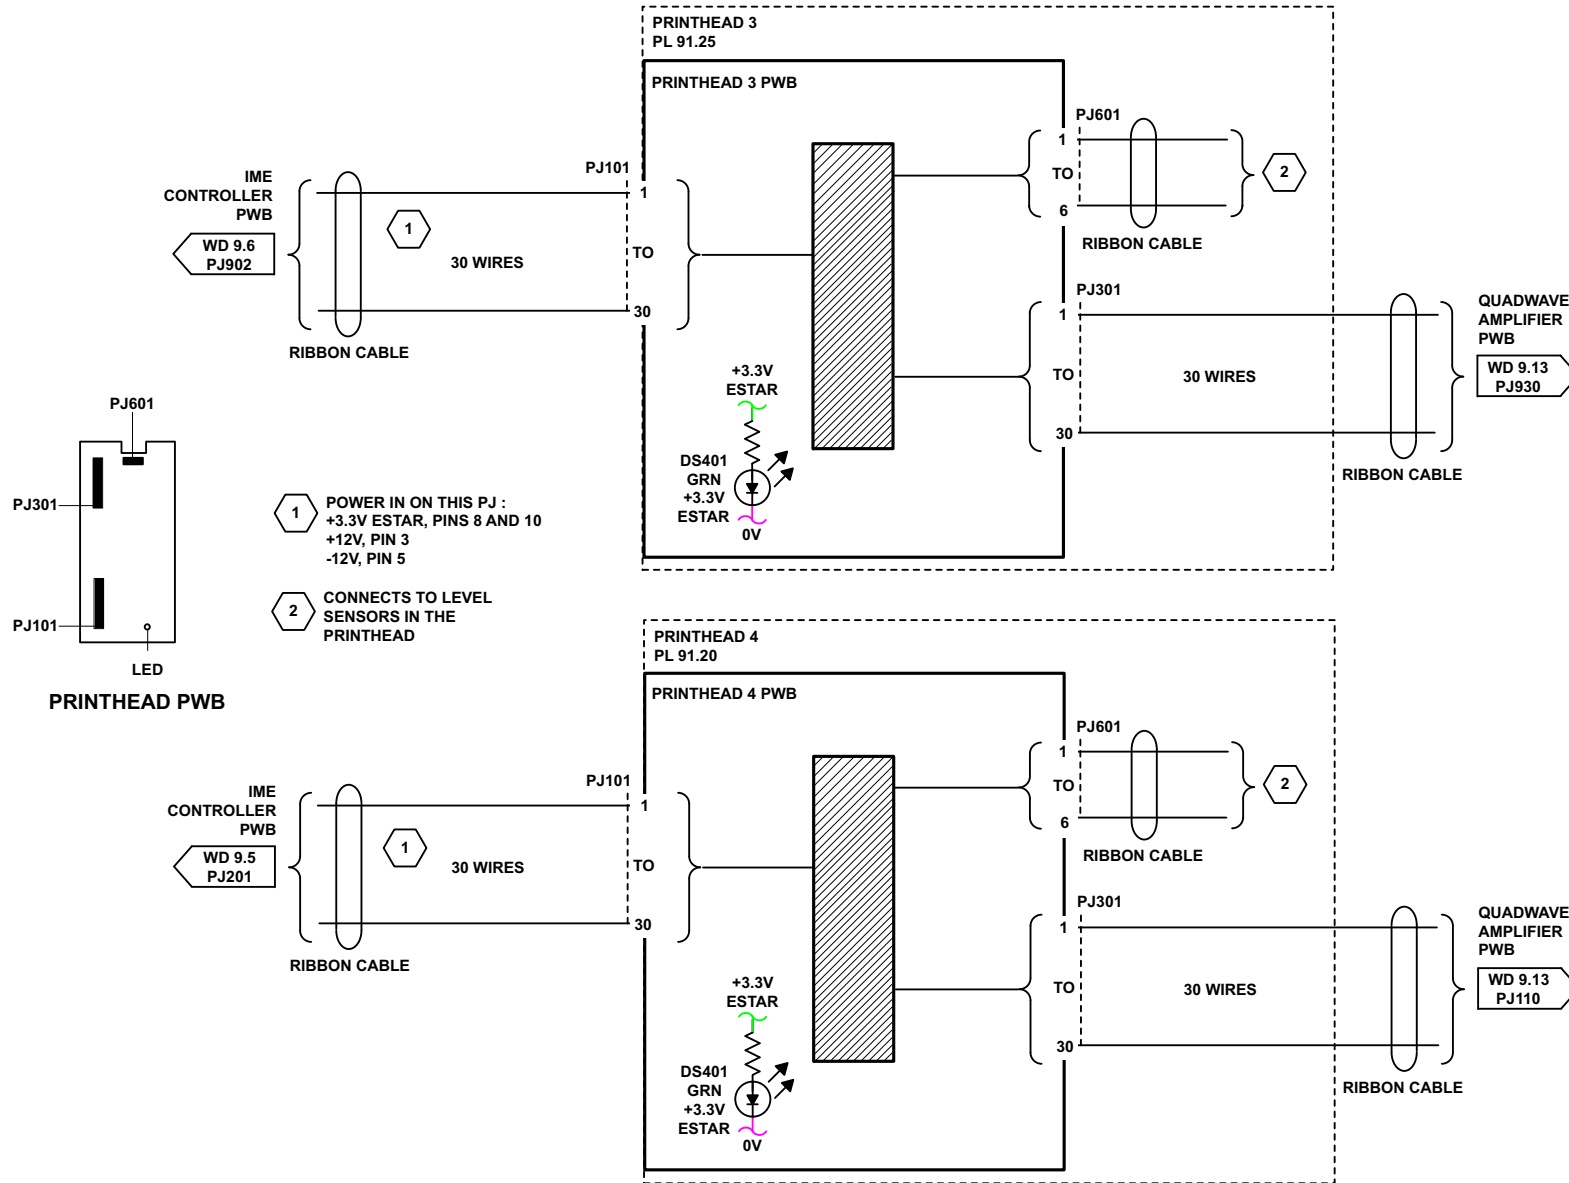 PRINTHEAD 3
PL 91.25
PRINTHEAD 3 PWB
IME
CONTROLLER
PWB
WD 9.6
PJ902
RIBBON CABLE
1
30 WIRES
PJ101
1
TO
30
+3.3V
ESTAR
DS401
GRN
+3.3V
ESTAR
0V
PJ601
1
TO
6
RIBBON CABLE
2
PJ301
1
TO
30
30 WIRES
RIBBON CABLE
QUADWAVE
AMPLIFIER
PWB
WD 9.13
PJ930
PJ601
PJ301
PJ101
LED
PRINTHEAD PWB
1
POWER IN ON THIS PJ :
+3.3V ESTAR, PINS 8 AND 10
+12V, PIN 3
-12V, PIN 5
2
CONNECTS TO LEVEL
SENSORS IN THE
PRINTHEAD
PRINTHEAD 4
PL 91.20
PRINTHEAD 4 PWB
IME
CONTROLLER
PWB
WD 9.5
PJ201
RIBBON CABLE
1
30 WIRES
PJ101
1
TO
30
+3.3V
ESTAR
DS401
GRN
+3.3V
ESTAR
0V
PJ601
1
TO
6
RIBBON CABLE
2
PJ301
1
TO
30
30 WIRES
RIBBON CABLE
QUADWAVE
AMPLIFIER
PWB
WD 9.13
PJ110